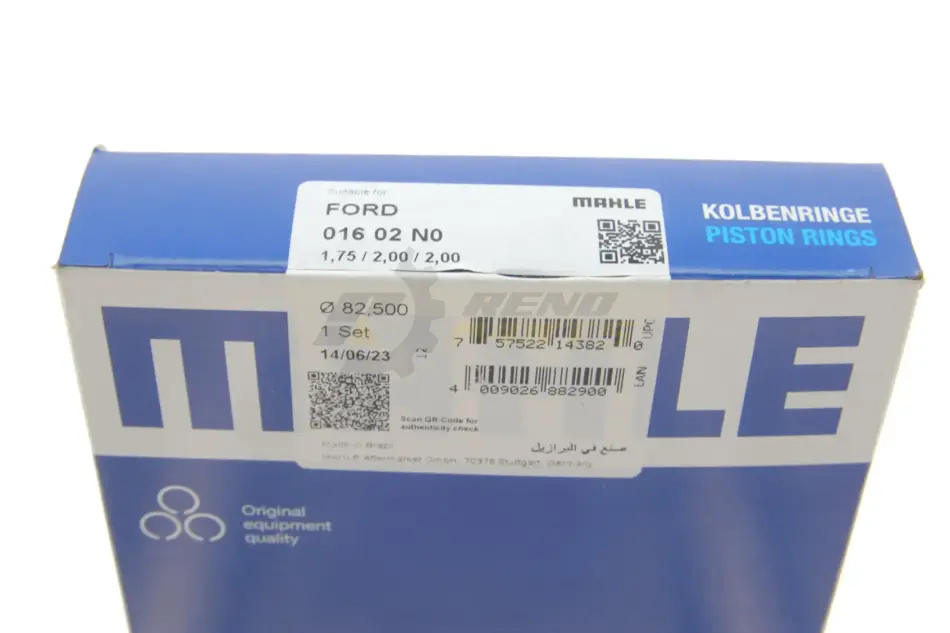 Suitable for
FORD
016 02 N0
1,75 / 2,00 / 2,00
MAHLE
KOLBENRINGE
PISTON RINGS
RENO
Ø 82,500
1 Set
14/06/23
7 57522 14382 0
UPC
4 009026 882900
EAN
Scan QR-Code for
authenticity check
Made in Brazil
صنع في البرازيل
MAHLE Aftermarket GmbH, 70376 Stuttgart, Germany
MAHLE
Original
equipment
quality